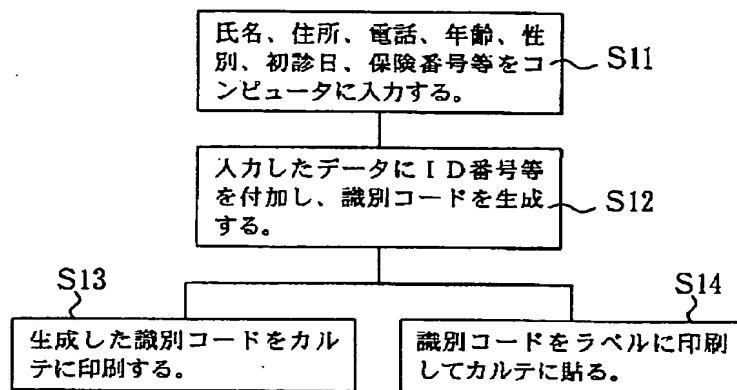 氏名、住所、電話、年齢、性
別、初診日、保険番号等をコ
ンピュータに入力する。
S11
入力したデータにＩＤ番号等
を付加し、識別コードを生成
する。
S12
S13
生成した識別コードをカル
テに印刷する。
S14
識別コードをラベルに印刷
してカルテに貼る。